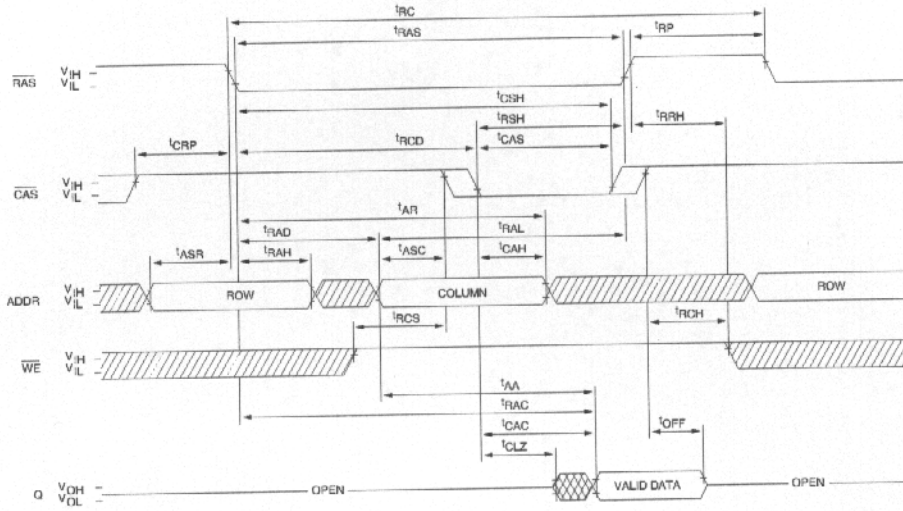 tRC
tRAS
tRP
RAS
VIH
VIL
tCSH
tRSH
tRRH
tCRP
tRCD
tCAS
CAS
VIH
VIL
tAR
tRAD
tRAL
tASR
tRAH
tASC
tCAH
ADDR
VIH
VIL
ROW
COLUMN
ROW
tRCS
tRCH
WE
VIH
VIL
tAA
tRAC
tCAC
tOFF
tCLZ
Q
VOH
VOL
OPEN
VALID DATA
OPEN